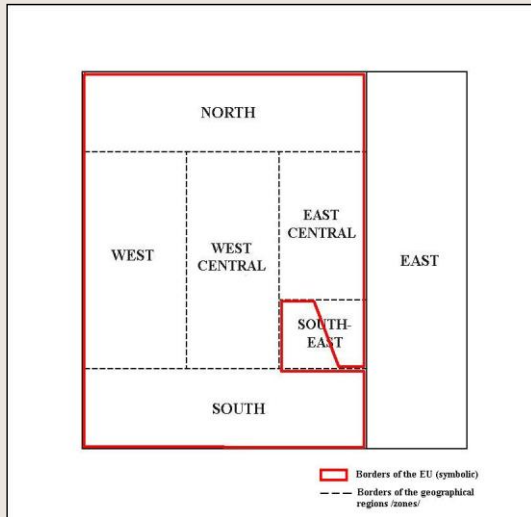 NORTH
WEST
WEST
CENTRAL
EAST
CENTRAL
EAST
SOUTH-
EAST
SOUTH
Borders of the EU (symbolic)
Borders of the geographical
regions /zones/